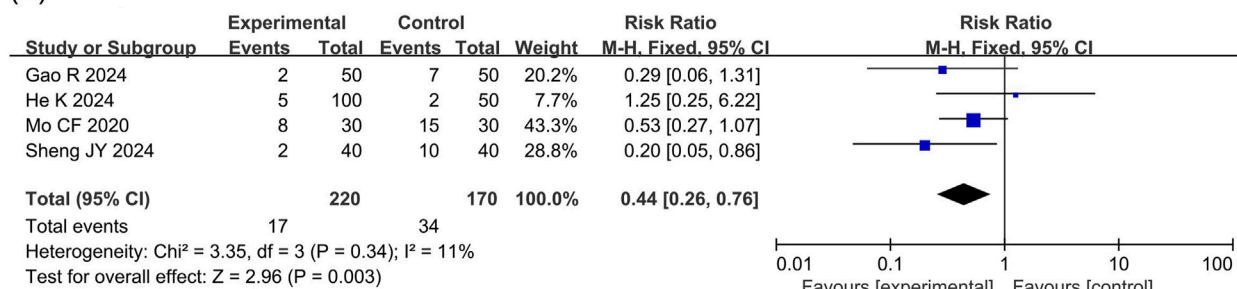 Experimental Control Risk Ratio Risk Ratio
Study or Subgroup Events Total Events Total Weight M-H, Fixed, 95% CI M-H, Fixed, 95% CI
Gao R 2024 2 50 7 50 20.2% 0.29 [0.06, 1.31]
He K 2024 5 100 2 50 7.7% 1.25 [0.25, 6.22]
Mo CF 2020 8 30 15 30 43.3% 0.53 [0.27, 1.07]
Sheng JY 2024 2 40 10 40 28.8% 0.20 [0.05, 0.86]
Total (95% CI) 220 170 100.0% 0.44 [0.26, 0.76]
Total events 17 34
Heterogeneity: Chi² = 3.35, df = 3 (P = 0.34); I² = 11%
Test for overall effect: Z = 2.96 (P = 0.003)
0.01 0.1 1 10 100
Favours [experimental] Favours [control]